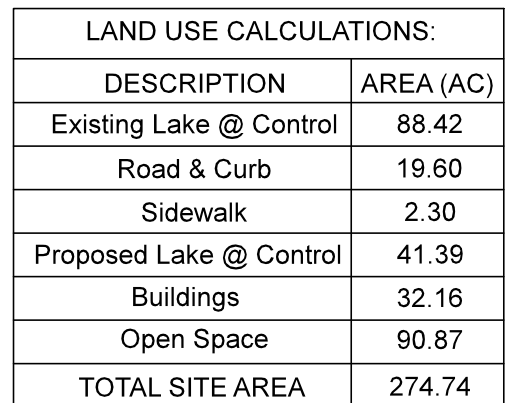 LAND USE CALCULATIONS:
DESCRIPTION AREA (AC)
Existing Lake @ Control 88.42
Road & Curb 19.60
Sidewalk 2.30
Proposed Lake @ Control 41.39
Buildings 32.16
Open Space 90.87
TOTAL SITE AREA 274.74